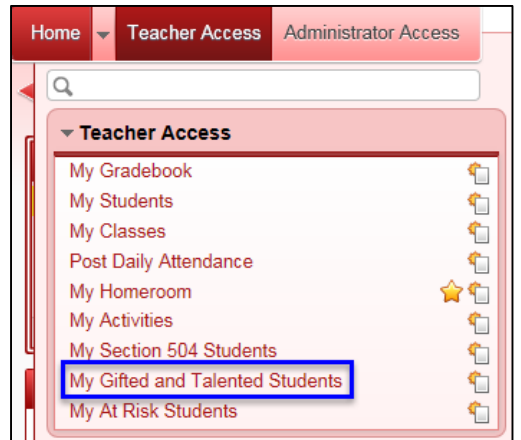 Home Teacher Access Administrator Access
Teacher Access
My Gradebook
My Students
My Classes
Post Daily Attendance
My Homeroom
My Activities
My Section 504 Students
My Gifted and Talented Students
My At Risk Students